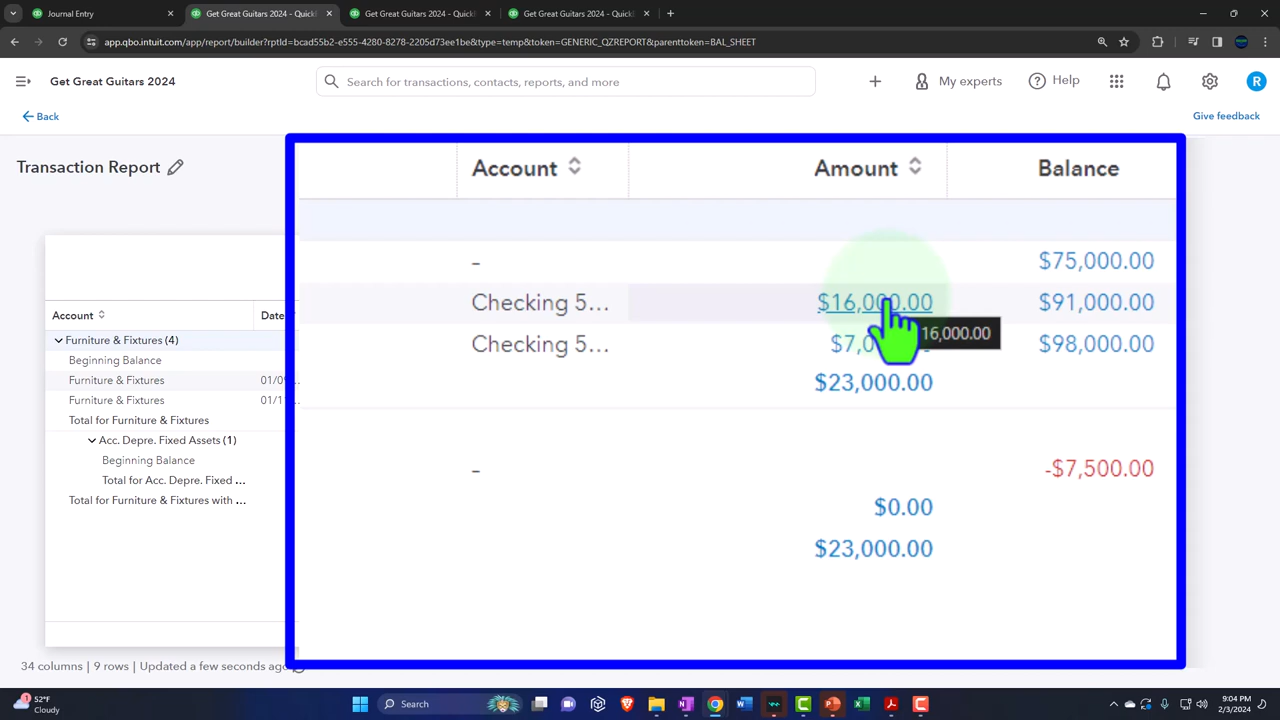 Journal Entry
Get Great Guitars 2024 - Quickl
Get Great Guitars 2024 - Quickl
Get Great Guitars 2024 - Quickl
app.qbo.intuit.com/app/report/builder?rptId=bcad55b2-e555-4280-8278-2205d73ee1be&type=temp&token=GENERIC_QZREPORT&parenttoken=BAL_SHEET
Get Great Guitars 2024
Search for transactions, contacts, reports, and more
My experts
Help
R
Back
Give feedback
Transaction Report
Account Amount Balance
- $75,000.00
Checking 5... $16,000.00 $91,000.00
16,000.00
Checking 5... $98,000.00
$23,000.00
- -$7,500.00
$0.00
$23,000.00
Account Date
Furniture & Fixtures (4)
Beginning Balance
Furniture & Fixtures
Furniture & Fixtures
Total for Furniture & Fixtures
Acc. Depre. Fixed Assets (1)
Beginning Balance
Total for Acc. Depre. Fixed ...
Total for Furniture & Fixtures with ...
34 columns | 9 rows | Updated a few seconds ago
52°F
Cloudy
Search
9:04 PM
2/3/2024